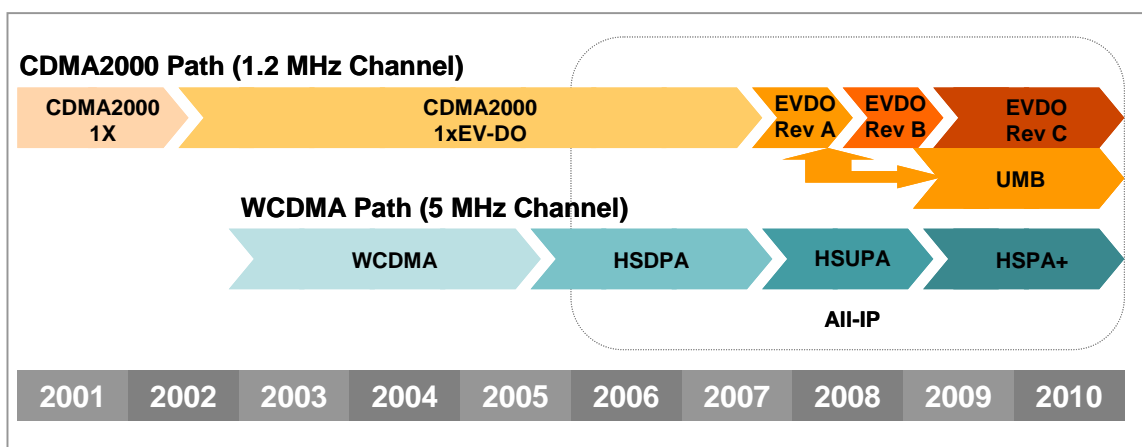 CDMA2000 Path (1.2 MHz Channel)
CDMA2000
1X
CDMA2000
1xEV-DO
EVDO
Rev A
EVDO
Rev B
EVDO
Rev C
UMB
WCDMA Path (5 MHz Channel)
WCDMA
HSDPA
HSUPA
HSPA+
All-IP
2001 2002 2003 2004 2005 2006 2007 2008 2009 2010